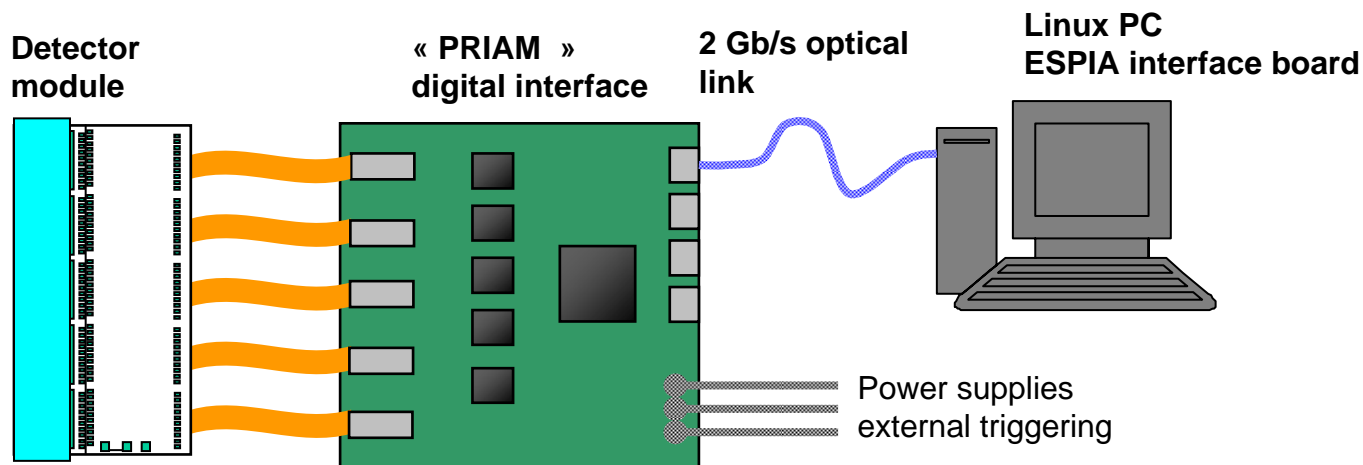 Detector
module
« PRIAM »
digital interface
2 Gb/s optical
link
Linux PC
ESPIA interface board
Power supplies
external triggering